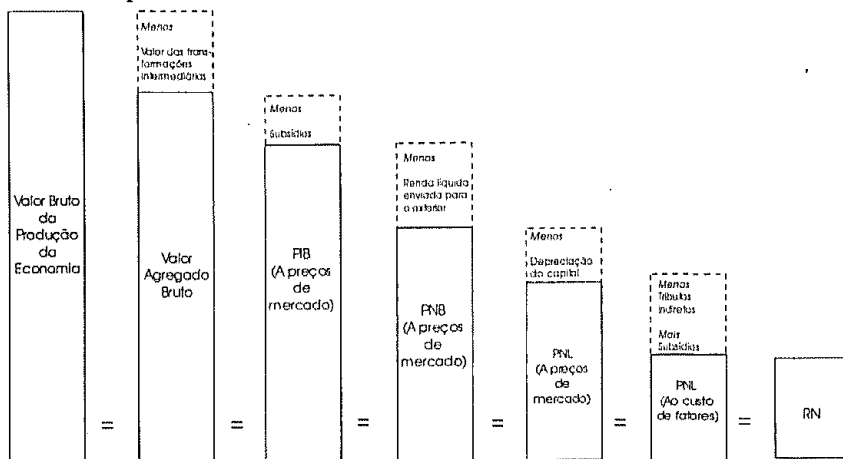 Valor Bruto
da
Produção
da
Economia
=
Menos
Valor das trans-
formações
intermediárias
Valor
Agregado
Bruto
=
Menos
Subsídios
PIB
(A preços
de
mercado)
=
Menos
Renda líquida
enviada para
o exterior
PNB
(A preços
de
mercado)
=
Menos
Depreciação
do capital
PNL
(A preços
de
mercado)
=
Menos
Tributos
Indiretos
Mais
Subsídios
PNL
(Ao custo
de fatores)
=
RN